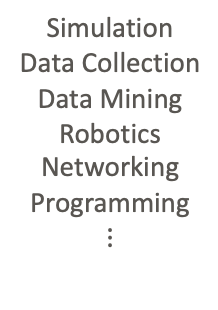 Simulation
Data Collection
Data Mining
Robotics
Networking
Programming
⋮